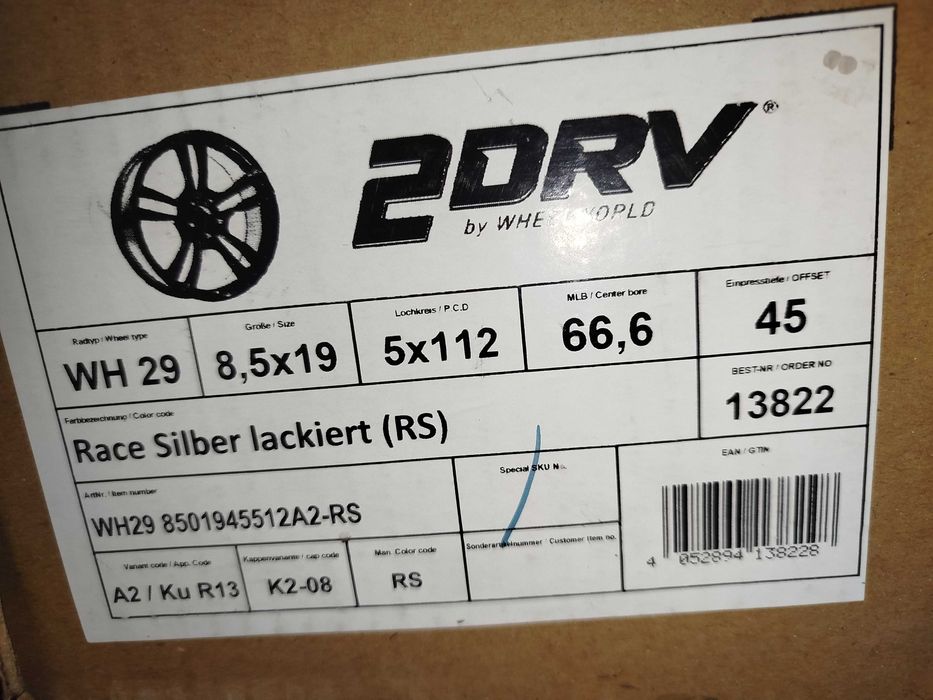 2DRV®
by WHEELWORLD
Radtyp / Wheel type
WH 29
Größe / Size
8,5x19
Lochkreis / P.C.D
5x112
MLB / Center bore
66,6
Einpresstiefe / OFFSET
45
Farbbezeichnung / Color code
Race Silber lackiert (RS)
BEST-NR / ORDER NO
13822
ArtNr. / Item number
WH29 8501945512A2-RS
Special SKU No.
EAN / GTIN
4 052894 138228
Variant code / App. Code
A2 / Ku R13
Kappenvariante / cap code
K2-08
Man. Color code
RS
Sonderartikelnummer / Customer item no.